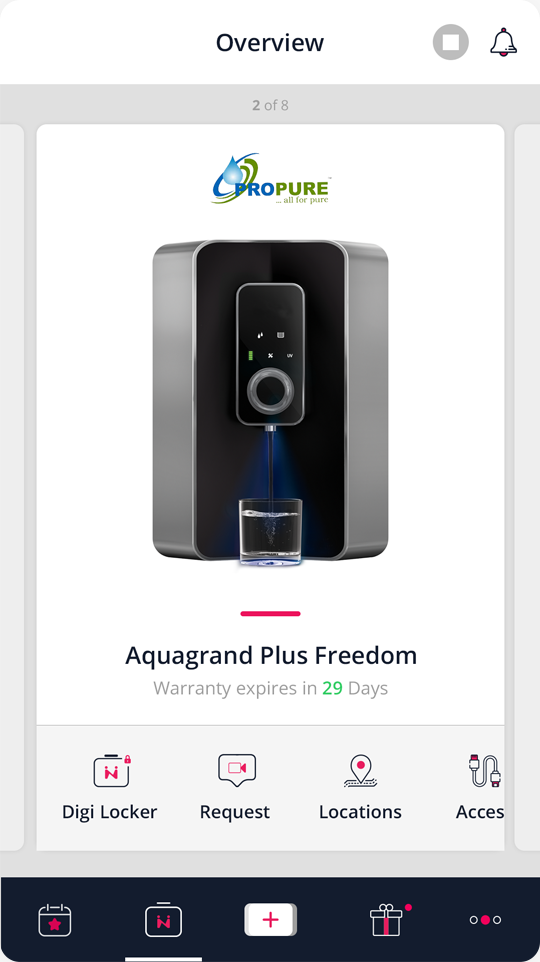 Overview
2 of 8
PROPURE
... all for pure
UV
Aquagrand Plus Freedom
Warranty expires in 29 Days
Digi Locker
Request
Locations
Acces